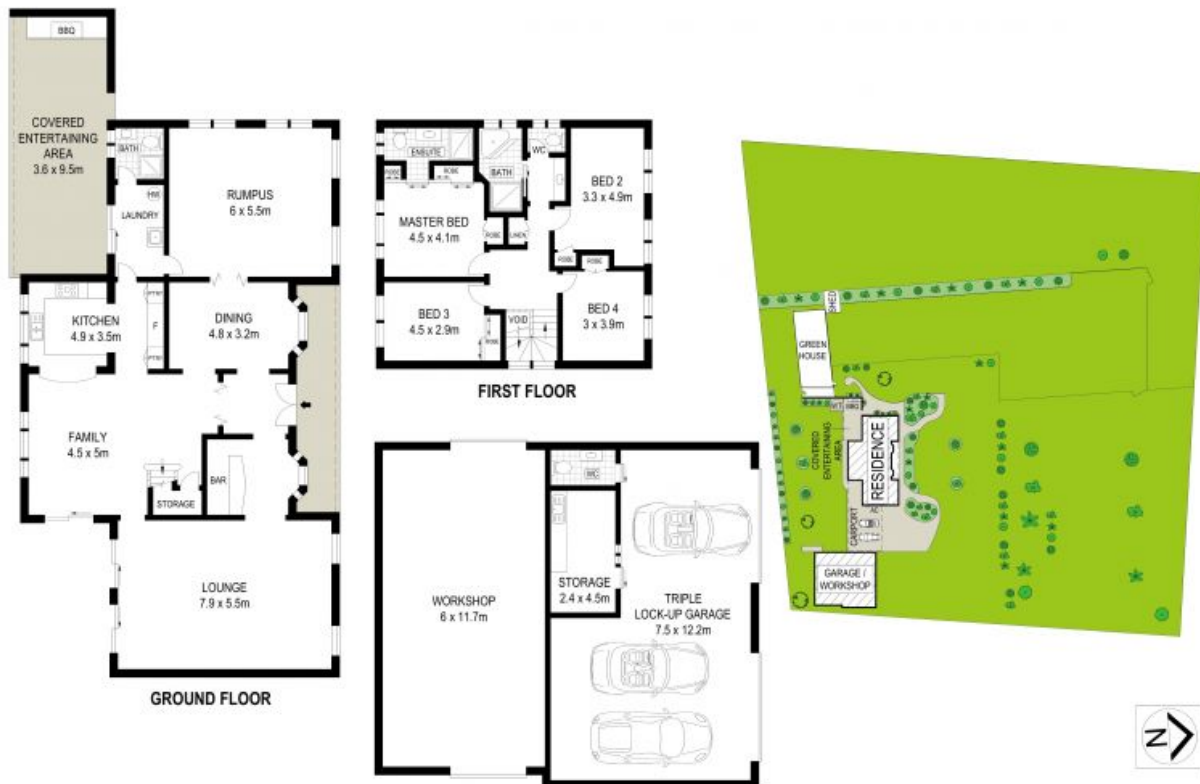 BBQ
COVERED
ENTERTAINING
AREA
3.6 x 9.5m
BATH
HW
LAUNDRY
RUMPUS
6 x 5.5m
KITCHEN
4.9 x 3.5m
PTRY
F
PTRY
DINING
4.8 x 3.2m
FAMILY
4.5 x 5m
STORAGE
BAR
LOUNGE
7.9 x 5.5m
GROUND FLOOR
ENSUITE
ROBE
ROBE
BATH
WC
BED 2
3.3 x 4.9m
MASTER BED
4.5 x 4.1m
ROBE
LINEN
ROBE
ROBE
BED 3
4.5 x 2.9m
ROBE
VOID
BED 4
3 x 3.9m
FIRST FLOOR
WORKSHOP
6 x 11.7m
WC
STORAGE
2.4 x 4.5m
TRIPLE
LOCK-UP GARAGE
7.5 x 12.2m
SHED
GREEN
HOUSE
WT
BBQ
COVERED
ENTERTAINING
AREA
RESIDENCE
AC
CARPORT
GARAGE /
WORKSHOP
N